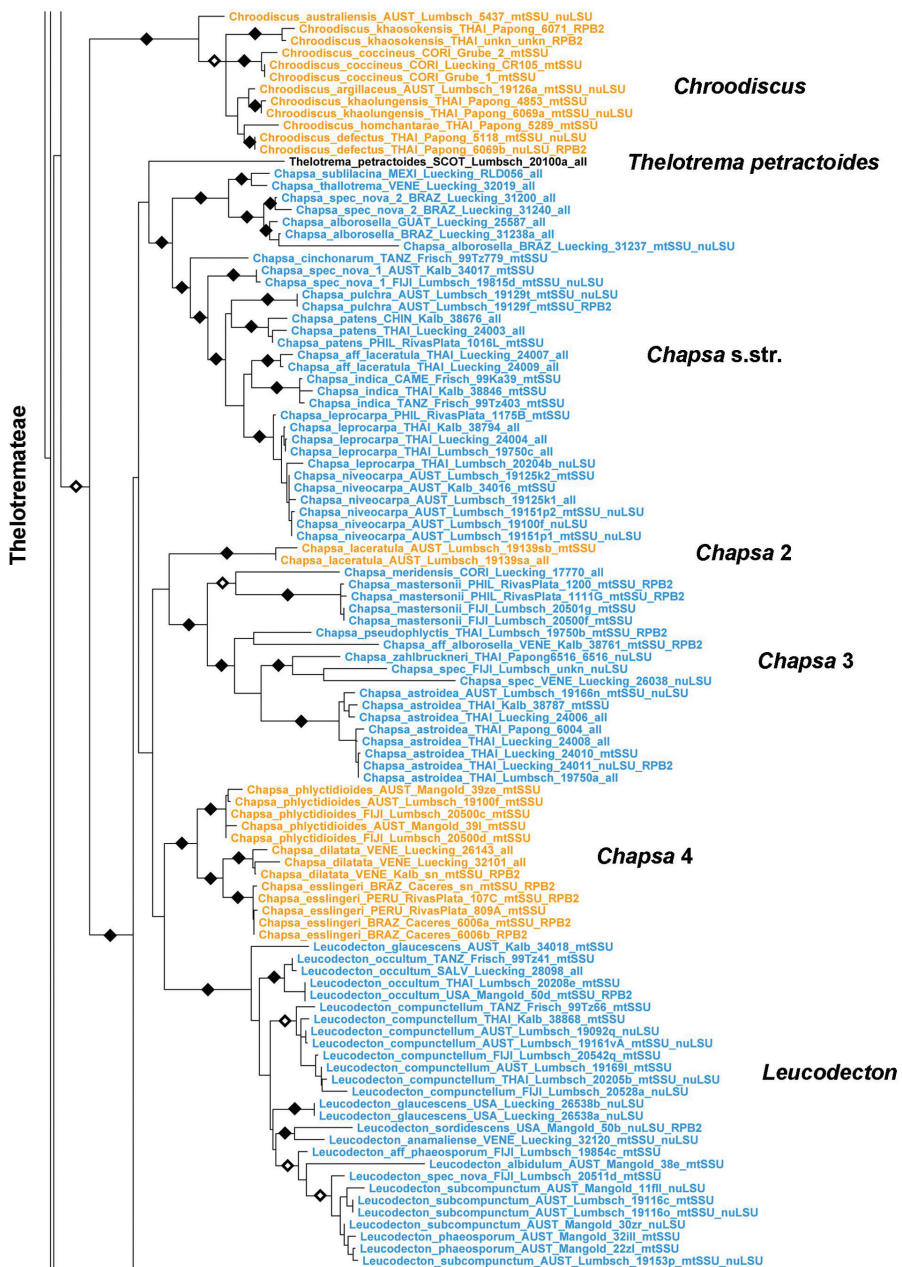 Chroodiscus_australiensis_AUST_Lumbsch_5437_mtSSU_nuLSU
Chroodiscus_khaosokensis_THAI_Papong_6071_RPB2
Chroodiscus_khaosokensis_THAI_unkn_unkn_RPB2
Chroodiscus_coccineus_CORI_Grube_2_mtSSU
Chroodiscus_coccineus_CORI_Luecking_CR105_mtSSU
Chroodiscus_coccineus_CORI_Grube_1_mtSSU
Chroodiscus_argillaceus_AUST_Lumbsch_19126a_mtSSU_nuLSU
Chroodiscus_khaolungensis_THAI_Papong_4853_mtSSU
Chroodiscus_khaolungensis_THAI_Papong_6069a_mtSSU_nuLSU
Chroodiscus_homchantarae_THAI_Papong_5289_mtSSU
Chroodiscus_defectus_THAI_Papong_5118_mtSSU_nuLSU
Chroodiscus_defectus_THAI_Papong_6069b_nuLSU_RPB2
Chroodiscus
Thelotrema_petractoides_SCOT_Lumbsch_20100a_all
Thelotrema petractoides
Chapsa_sublilacina_MEXI_Luecking_RLD056_all
Chapsa_thallotrema_VENE_Luecking_32019_all
Chapsa_spec_nova_2_BRAZ_Luecking_31200_all
Chapsa_spec_nova_2_BRAZ_Luecking_31240_all
Chapsa_alborosella_GUAT_Luecking_25587_all
Chapsa_alborosella_BRAZ_Luecking_31238a_all
Chapsa_alborosella_BRAZ_Luecking_31237_mtSSU_nuLSU
Chapsa_cinchonarum_TANZ_Frisch_99Tz779_mtSSU
Chapsa_spec_nova_1_AUST_Kalb_34017_mtSSU
Chapsa_spec_nova_1_FIJI_Lumbsch_19815d_mtSSU_nuLSU
Chapsa_pulchra_AUST_Lumbsch_19129t_mtSSU_nuLSU
Chapsa_pulchra_AUST_Lumbsch_19129f_mtSSU_RPB2
Chapsa_patens_CHIN_Kalb_38676_all
Chapsa_patens_THAI_Luecking_24003_all
Chapsa_patens_PHIL_RivasPlata_1016L_mtSSU
Chapsa_aff_laceratula_THAI_Luecking_24007_all
Chapsa_aff_laceratula_THAI_Luecking_24009_all
Chapsa_indica_CAME_Frisch_99Ka39_mtSSU
Chapsa_indica_THAI_Kalb_38846_mtSSU
Chapsa_indica_TANZ_Frisch_99Tz403_mtSSU
Chapsa_leprocarpa_PHIL_RivasPlata_1175B_mtSSU
Chapsa_leprocarpa_THAI_Kalb_38794_all
Chapsa_leprocarpa_THAI_Luecking_24004_all
Chapsa_leprocarpa_THAI_Lumbsch_19750c_all
Chapsa_leprocarpa_THAI_Lumbsch_20204b_nuLSU
Chapsa_niveocarpa_AUST_Lumbsch_19125k2_mtSSU
Chapsa_niveocarpa_AUST_Kalb_34016_mtSSU
Chapsa_niveocarpa_AUST_Lumbsch_19125k1_all
Chapsa_niveocarpa_AUST_Lumbsch_19151p2_mtSSU_nuLSU
Chapsa_niveocarpa_AUST_Lumbsch_19100f_nuLSU
Chapsa_niveocarpa_AUST_Lumbsch_19151p1_mtSSU_nuLSU
Chapsa s.str.
Thelotremateae
Chapsa_laceratula_AUST_Lumbsch_19139sb_mtSSU
Chapsa_laceratula_AUST_Lumbsch_19139sa_all
Chapsa 2
Chapsa_meridensis_CORI_Luecking_17770_all
Chapsa_mastersonii_PHIL_RivasPlata_1200_mtSSU_RPB2
Chapsa_mastersonii_PHIL_RivasPlata_1111G_mtSSU_RPB2
Chapsa_mastersonii_FIJI_Lumbsch_20501g_mtSSU
Chapsa_mastersonii_FIJI_Lumbsch_20500f_mtSSU
Chapsa_pseudophlyctis_THAI_Lumbsch_19750b_mtSSU_RPB2
Chapsa_aff_alborosella_VENE_Kalb_38761_mtSSU_RPB2
Chapsa_zahlbruckneri_THAI_Papong6516_6516_nuLSU
Chapsa_spec_FIJI_Lumbsch_unkn_nuLSU
Chapsa_spec_VENE_Luecking_26038_nuLSU
Chapsa_astroidea_AUST_Lumbsch_19166n_mtSSU_nuLSU
Chapsa_astroidea_THAI_Kalb_38787_mtSSU
Chapsa_astroidea_THAI_Luecking_24006_all
Chapsa_astroidea_THAI_Papong_6004_all
Chapsa_astroidea_THAI_Luecking_24008_all
Chapsa_astroidea_THAI_Luecking_24010_mtSSU
Chapsa_astroidea_THAI_Luecking_24011_nuLSU_RPB2
Chapsa_astroidea_THAI_Lumbsch_19750a_all
Chapsa 3
Chapsa_phlyctidioides_AUST_Mangold_39ze_mtSSU
Chapsa_phlyctidioides_AUST_Lumbsch_19100f_mtSSU
Chapsa_phlyctidioides_FIJI_Lumbsch_20500c_mtSSU
Chapsa_phlyctidioides_AUST_Mangold_39l_mtSSU
Chapsa_phlyctidioides_FIJI_Lumbsch_20500d_mtSSU
Chapsa_dilatata_VENE_Luecking_26143_all
Chapsa_dilatata_VENE_Luecking_32101_all
Chapsa_dilatata_VENE_Kalb_sn_mtSSU_RPB2
Chapsa_esslingeri_BRAZ_Caceres_sn_mtSSU_RPB2
Chapsa_esslingeri_PERU_RivasPlata_107C_mtSSU_RPB2
Chapsa_esslingeri_PERU_RivasPlata_809A_mtSSU
Chapsa_esslingeri_BRAZ_Caceres_6006a_mtSSU_RPB2
Chapsa_esslingeri_BRAZ_Caceres_6006b_RPB2
Chapsa 4
Leucodecton_glaucescens_AUST_Kalb_34018_mtSSU
Leucodecton_occultum_TANZ_Frisch_99Tz41_mtSSU
Leucodecton_occultum_SALV_Luecking_28098_all
Leucodecton_occultum_THAI_Lumbsch_20208e_mtSSU
Leucodecton_occultum_USA_Mangold_50d_mtSSU_RPB2
Leucodecton_compunctellum_TANZ_Frisch_99Tz66_mtSSU
Leucodecton_compunctellum_THAI_Kalb_38868_mtSSU
Leucodecton_compunctellum_AUST_Lumbsch_19092q_nuLSU
Leucodecton_compunctellum_AUST_Lumbsch_19161vA_mtSSU_nuLSU
Leucodecton_compunctellum_FIJI_Lumbsch_20542q_mtSSU
Leucodecton_compunctellum_AUST_Lumbsch_19169l_mtSSU
Leucodecton_compunctellum_THAI_Lumbsch_20205b_mtSSU_nuLSU
Leucodecton_compunctellum_FIJI_Lumbsch_20528a_nuLSU
Leucodecton_glaucescens_USA_Luecking_26538b_nuLSU
Leucodecton_glaucescens_USA_Luecking_26538a_nuLSU
Leucodecton_sordidescens_USA_Mangold_50b_nuLSU_RPB2
Leucodecton_anamaliense_VENE_Luecking_32120_mtSSU_nuLSU
Leucodecton_aff_phaeosporum_FIJI_Lumbsch_19854c_mtSSU
Leucodecton_albidulum_AUST_Mangold_38e_mtSSU
Leucodecton_spec_nova_FIJI_Lumbsch_20511d_mtSSU
Leucodecton_subcompunctum_AUST_Mangold_11fll_nuLSU
Leucodecton_subcompunctum_AUST_Lumbsch_19116c_mtSSU
Leucodecton_subcompunctum_AUST_Lumbsch_19116o_mtSSU_nuLSU
Leucodecton_subcompunctum_AUST_Mangold_30zr_nuLSU
Leucodecton_phaeosporum_AUST_Mangold_32ill_mtSSU
Leucodecton_phaeosporum_AUST_Mangold_22zl_mtSSU
Leucodecton_subcompunctum_AUST_Lumbsch_19153p_mtSSU_nuLSU
Leucodecton